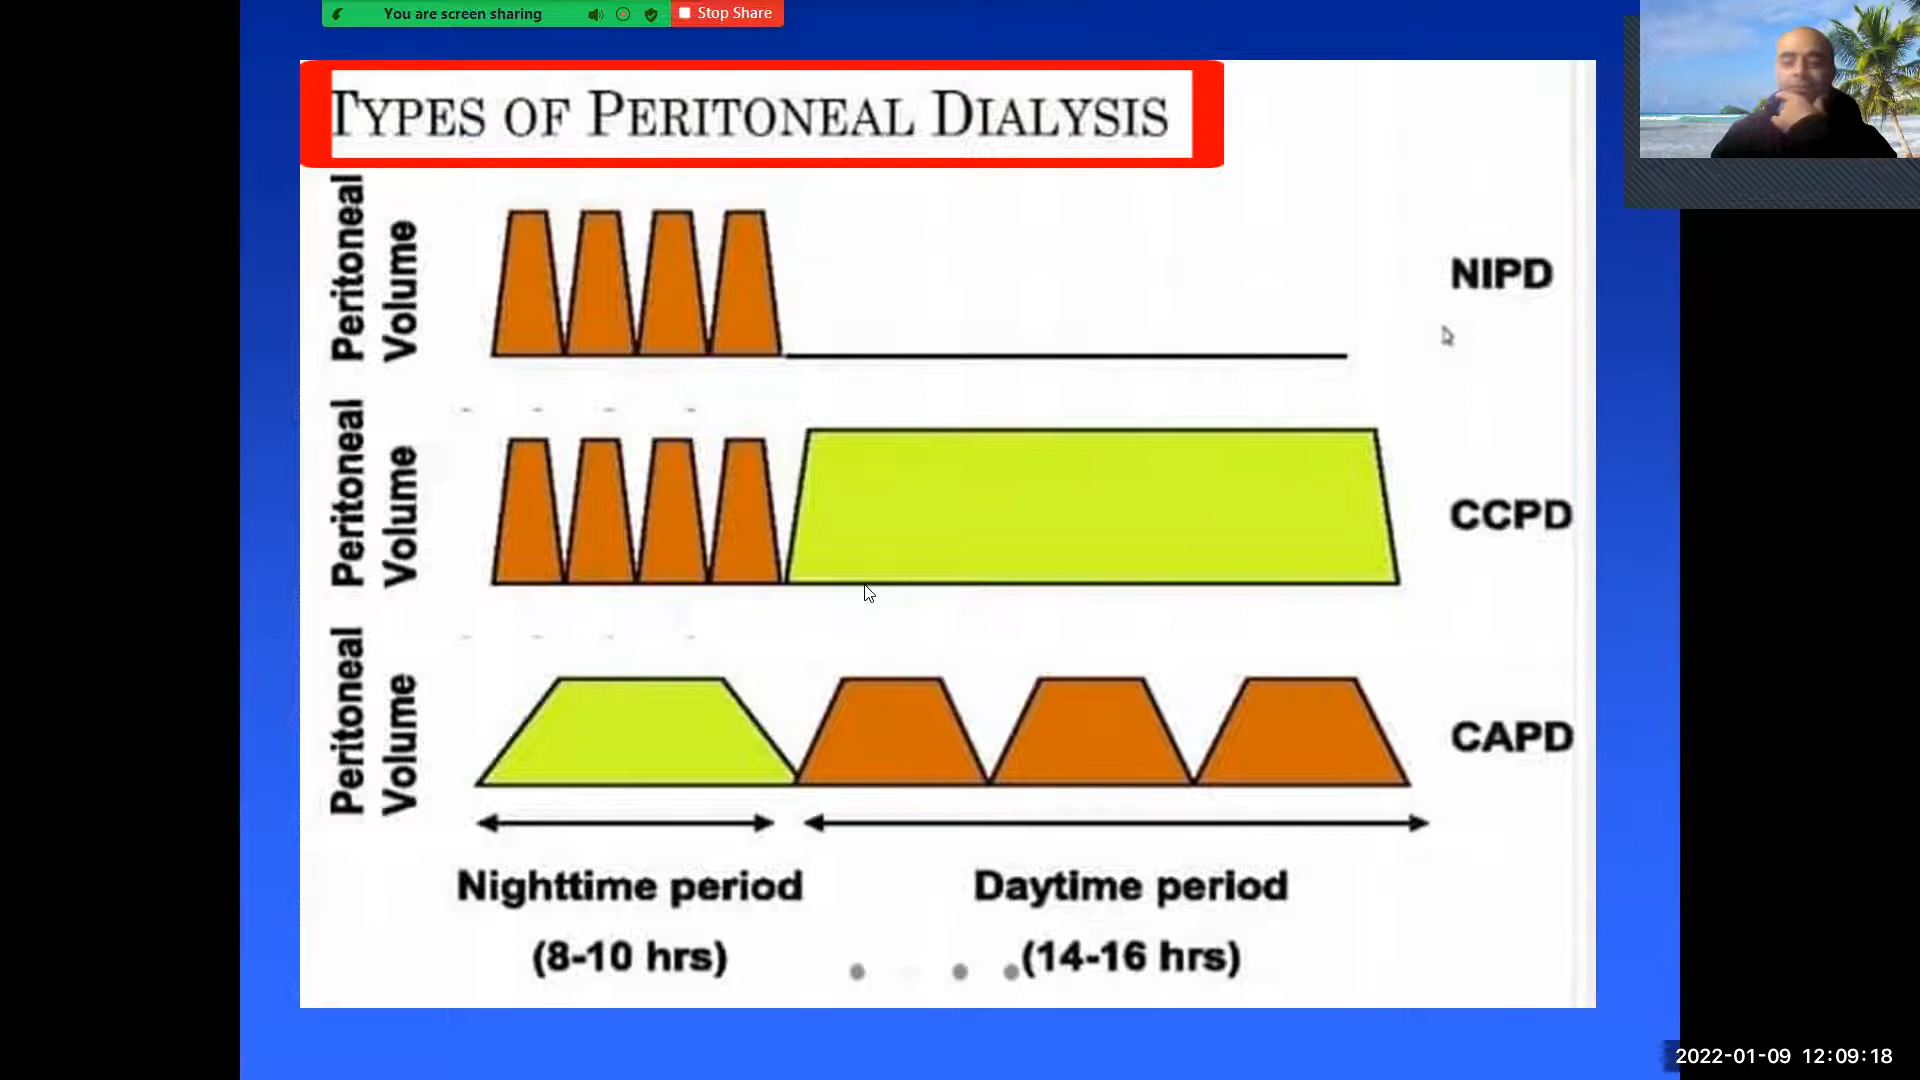 You are screen sharing
Stop Share
TYPES OF PERITONEAL DIALYSIS
Peritoneal
Volume
NIPD
Peritoneal
Volume
CCPD
Peritoneal
Volume
CAPD
Nighttime period
Daytime period
(8-10 hrs)
(14-16 hrs)
2022-01-09 12:09:18